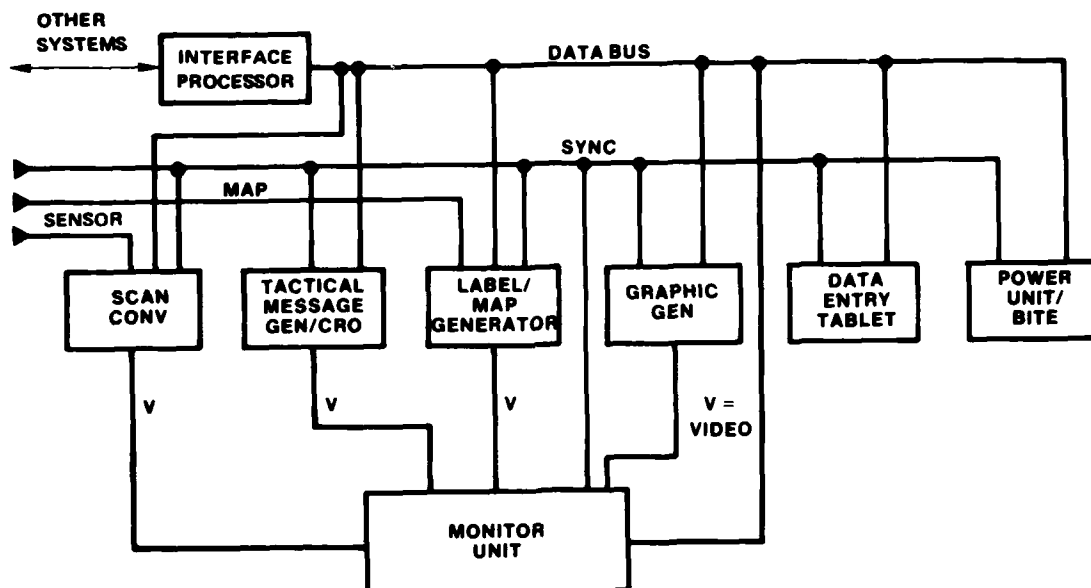 OTHER
SYSTEMS
INTERFACE
PROCESSOR
DATA BUS
SYNC
MAP
SENSOR
SCAN
CONV
TACTICAL
MESSAGE
GEN/CRO
LABEL/
MAP
GENERATOR
GRAPHIC
GEN
DATA
ENTRY
TABLET
POWER
UNIT/
BITE
V
V
V
V =
VIDEO
MONITOR
UNIT